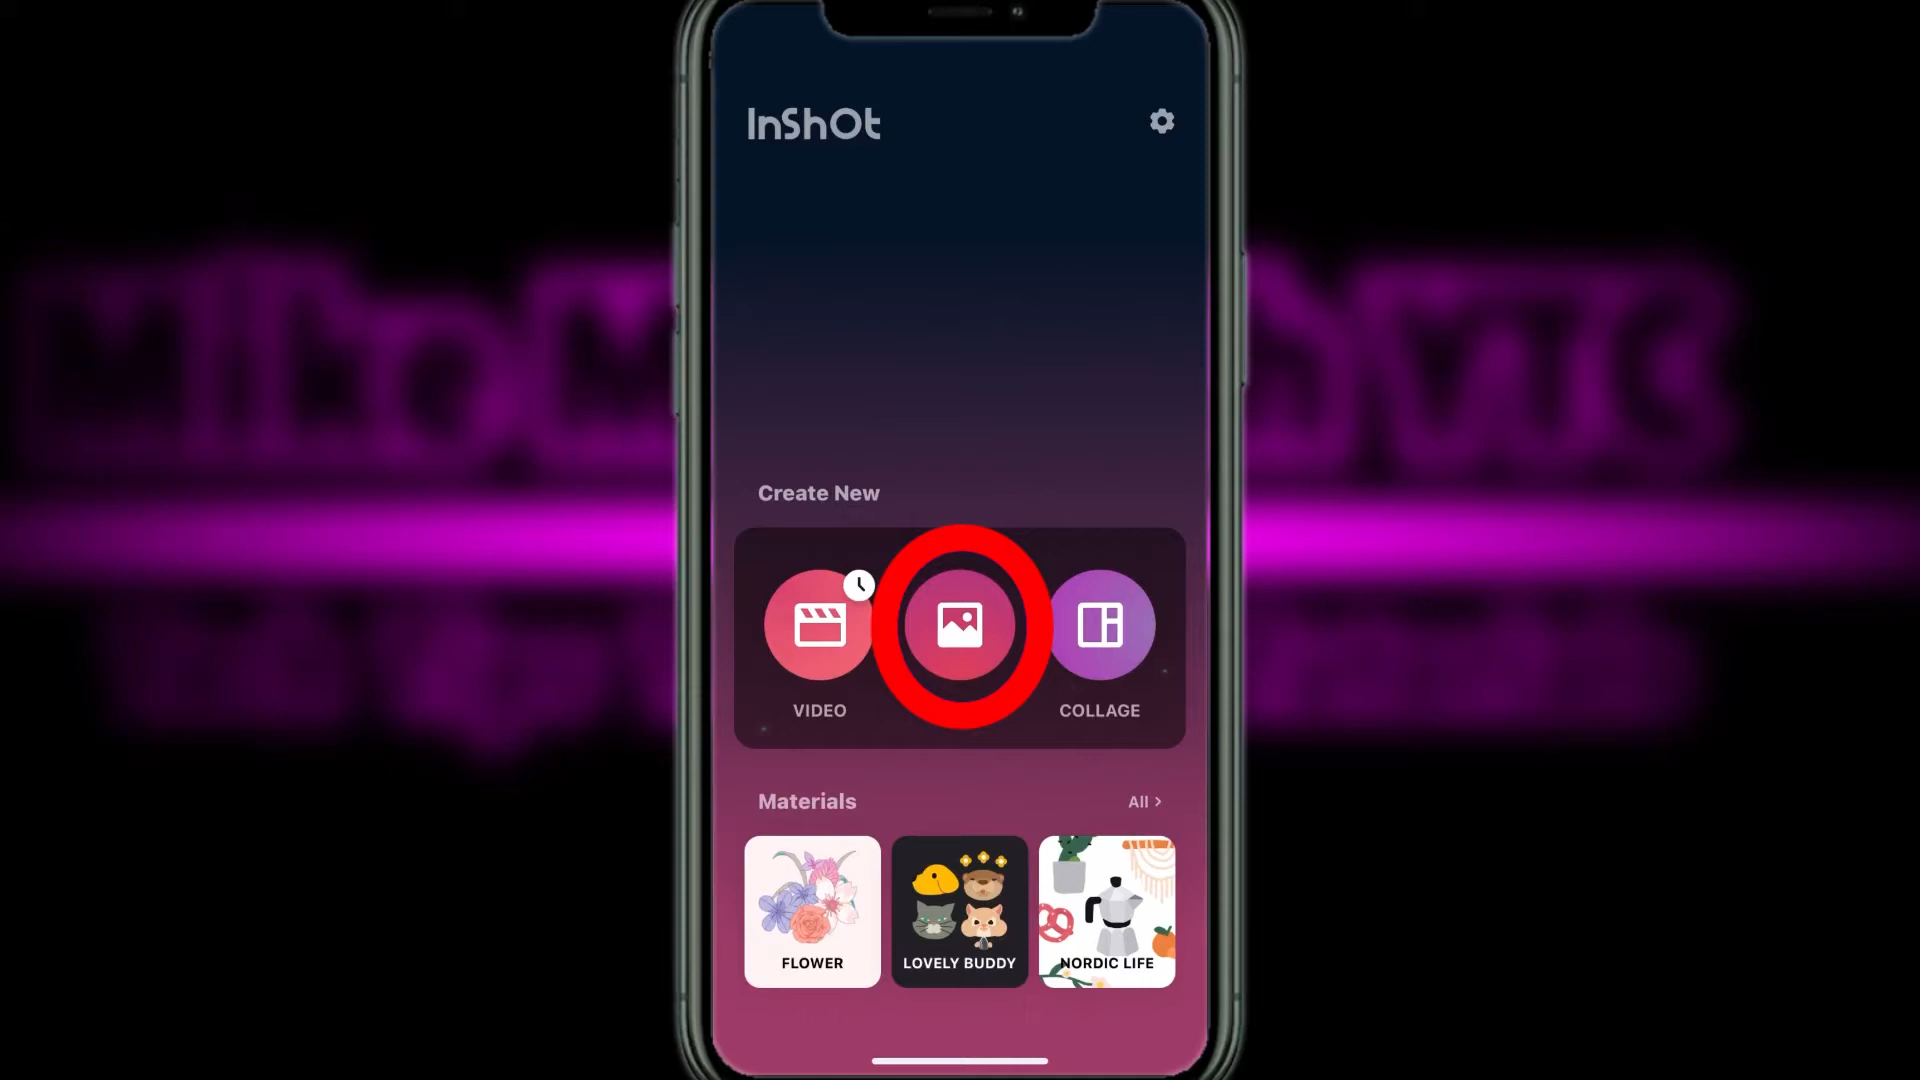 InShOt
Create New
VIDEO
COLLAGE
Materials
All >
FLOWER
LOVELY BUDDY
NORDIC LIFE